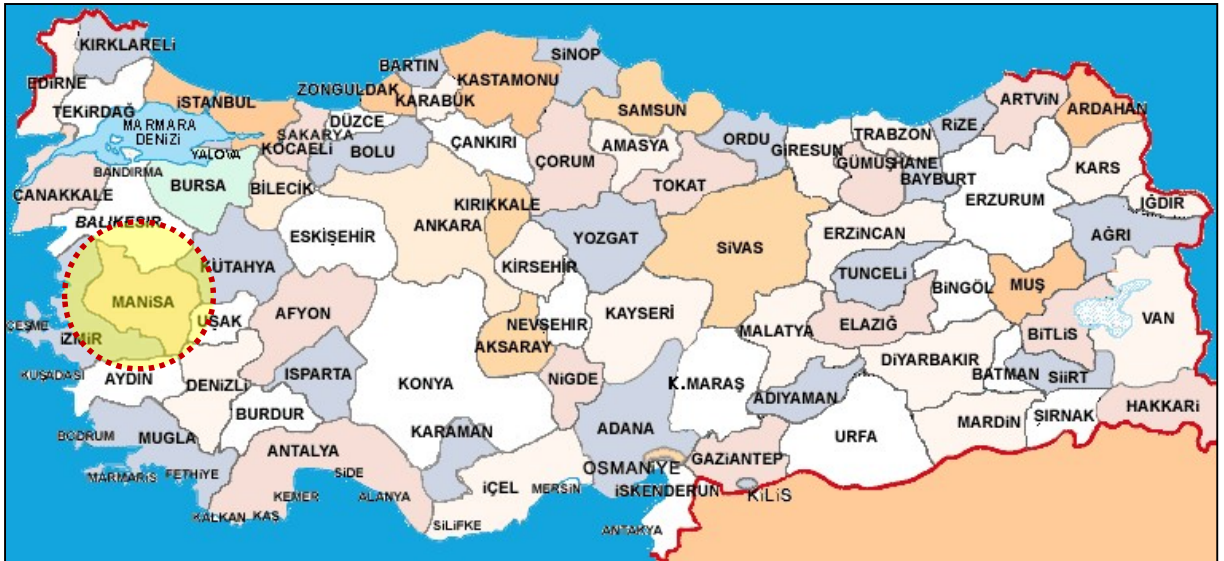 KIRKLARELİ
EDİRNE
TEKİRDAĞ
İSTANBUL
MARMARA
DENİZİ
YALOVA
BANDIRMA
ÇANAKKALE
BALIKESİR
BURSA
BİLECİK
KOCAELİ
SAKARYA
DÜZCE
ZONGULDAK
BARTIN
KARABÜK
KASTAMONU
SİNOP
BOLU
ÇANKIRI
ÇORUM
SAMSUN
AMASYA
TOKAT
ORDU
GİRESUN
TRABZON
GÜMÜŞHANE
BAYBURT
RİZE
ARTVİN
ARDAHAN
KARS
IĞDIR
ERZURUM
AĞRI
ESKİŞEHİR
ANKARA
KIRIKKALE
KİRŞEHİR
YOZGAT
SİVAS
ERZİNCAN
TUNCELİ
BİNGÖL
MUŞ
BİTLİS
VAN
KÜTAHYA
MANİSA
UŞAK
AFYON
ÇEŞME
İZMİR
KUŞADASI
AYDIN
DENİZLİ
ISPARTA
BURDUR
KONYA
AKSARAY
NEVŞEHIR
NİGDE
KAYSERİ
MALATYA
ELAZIĞ
DİYARBAKIR
BATMAN
SİİRT
K.MARAŞ
ADIYAMAN
URFA
MARDİN
ŞIRNAK
HAKKARİ
BODRUM
MUGLA
MARMARİS
FETHİYE
ANTALYA
SİDE
KEMER
ALANYA
KALKAN
KAŞ
KARAMAN
İÇEL
MERSİN
SİLİFKE
ADANA
OSMANİYE
İSKENDERUN
GAZİANTEP
KİLİS
ANTAKYA